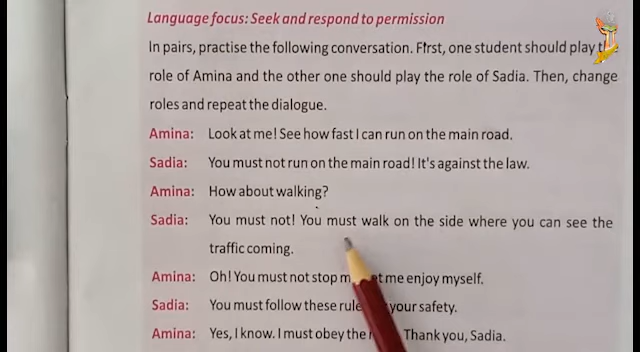 Language focus: Seek and respond to permission
In pairs, practise the following conversation. First, one student should play
role of Amina and the other one should play the role of Sadia. Then, change
roles and repeat the dialogue.
Amina: Look at me! See how fast I can run on the main road.
Sadia: You must not run on the main road! It's against the law.
Amina: How about walking?
Sadia: You must not! You must walk on the side where you can see the
traffic coming.
Amina: Oh! You must not stop me enjoy myself.
Sadia: You must follow these your safety.
Amina: Yes, I know. I must obey the Thank you, Sadia.